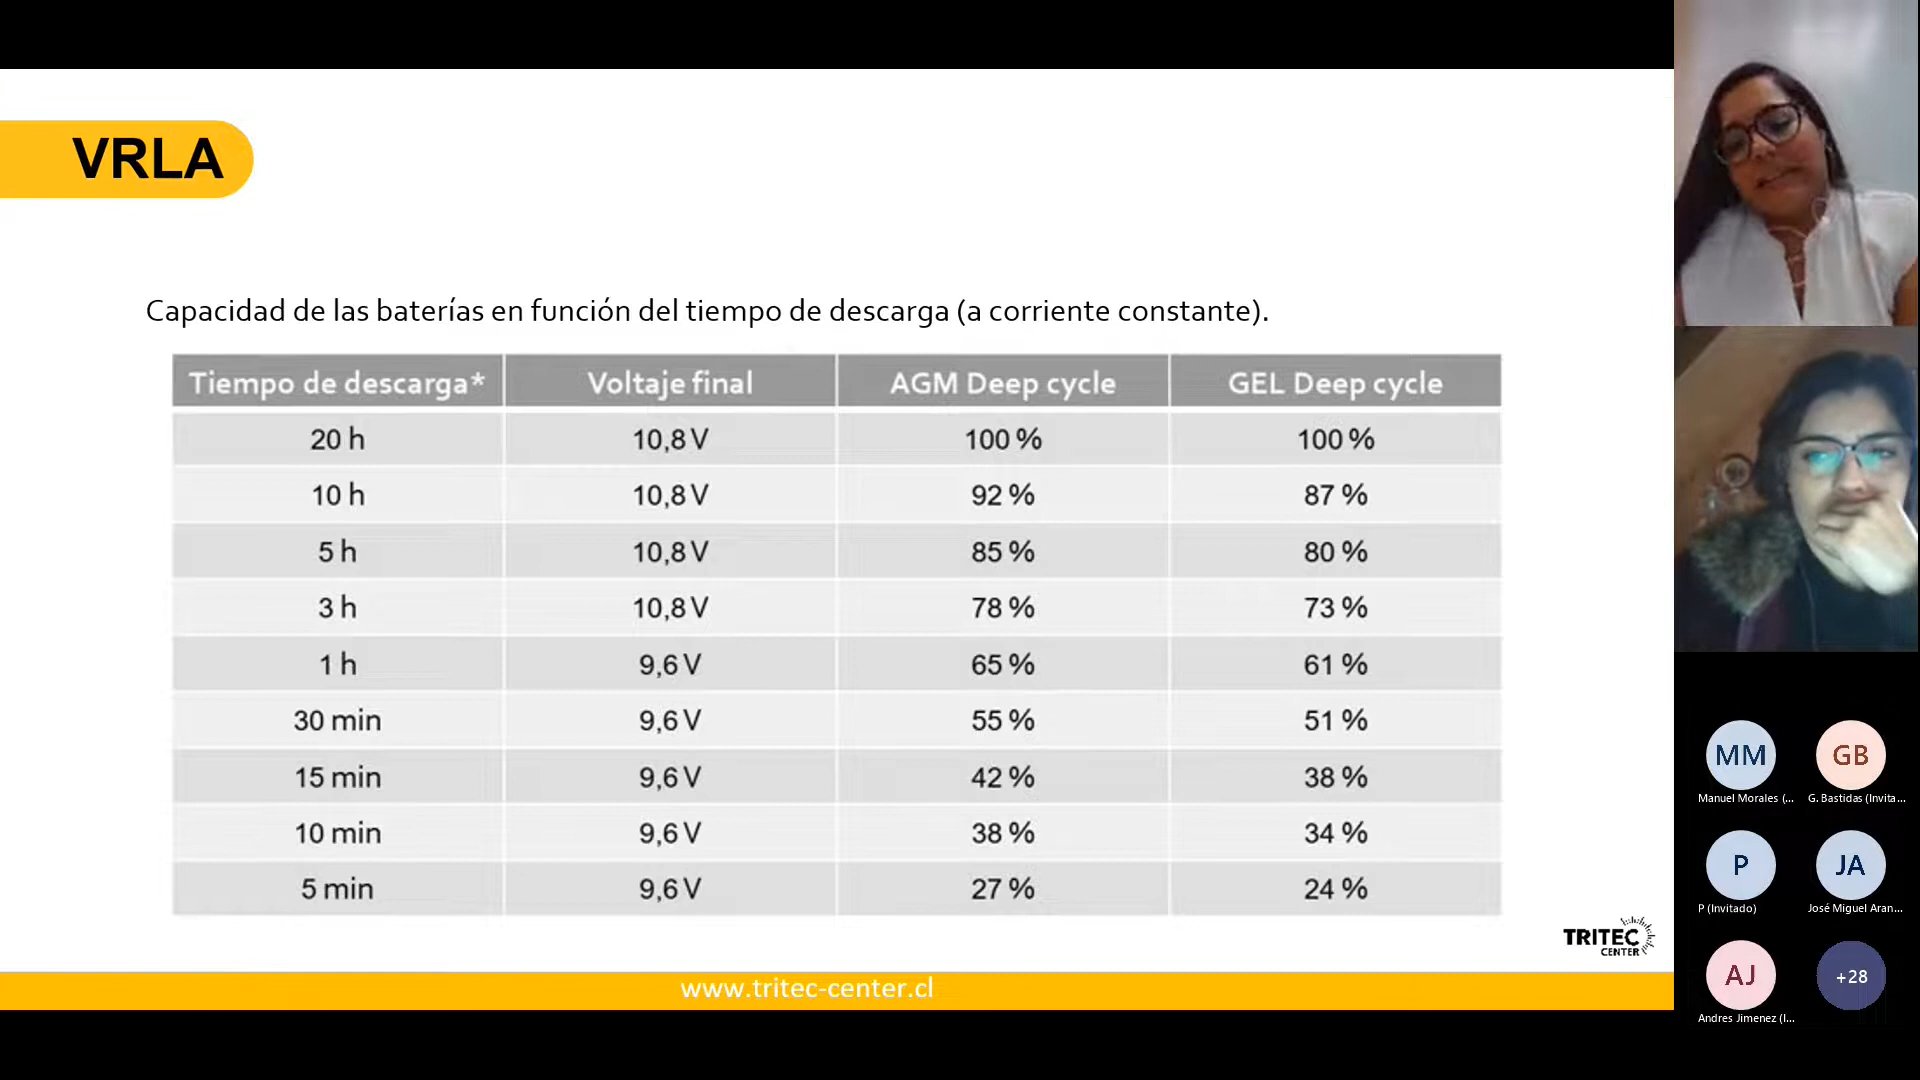 VRLA
Capacidad de las baterías en función del tiempo de descarga (a corriente constante).
Tiempo de descarga* Voltaje final AGM Deep cycle GEL Deep cycle
20 h 10,8 V 100 % 100 %
10 h 10,8 V 92 % 87 %
5 h 10,8 V 85 % 80 %
3 h 10,8 V 78 % 73 %
1 h 9,6 V 65 % 61 %
30 min 9,6 V 55 % 51 %
15 min 9,6 V 42 % 38 %
10 min 9,6 V 38 % 34 %
5 min 9,6 V 27 % 24 %
TRITEC
CENTER
www.tritec-center.cl
MM GB
Manuel Morales (... G. Bastidas (Invita...
P JA
P (Invitado) José Miguel Aran...
AJ +28
Andres Jimenez (I...